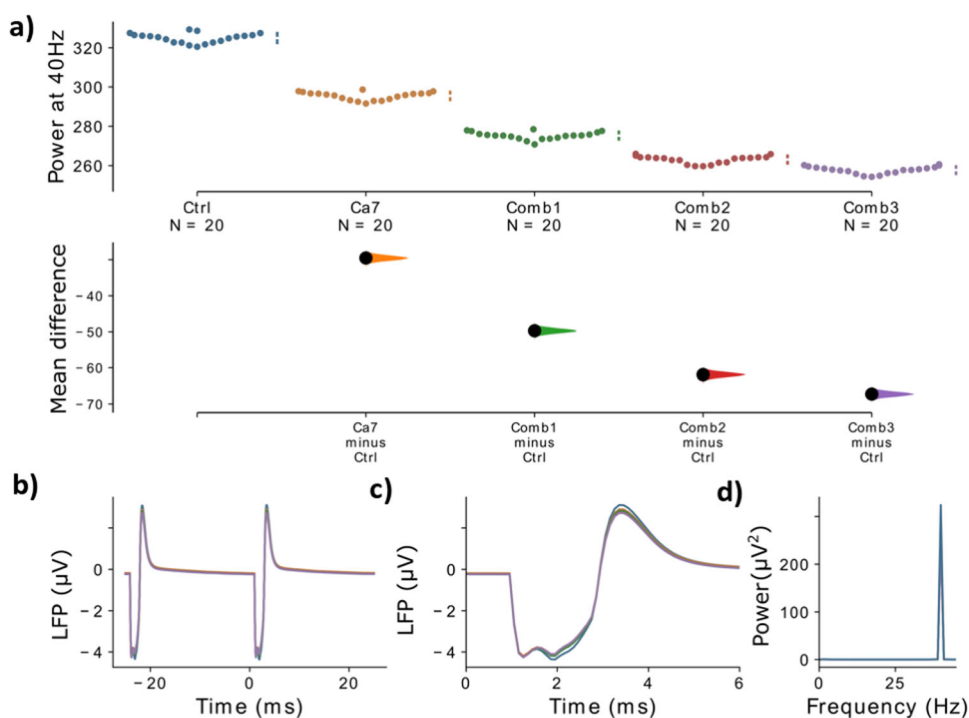 a)
Power at 40Hz
320
300
280
260
Ctrl
N = 20
Ca7
N = 20
Comb1
N = 20
Comb2
N = 20
Comb3
N = 20
Mean difference
−40
−50
−60
−70
Ca7
minus
Ctrl
Comb1
minus
Ctrl
Comb2
minus
Ctrl
Comb3
minus
Ctrl
b)
LFP (μV)
0
−2
−4
−20
0
20
Time (ms)
c)
LFP (μV)
0
−2
−4
0
2
4
6
Time (ms)
d)
Power(μV²)
200
100
0
0
25
Frequency (Hz)